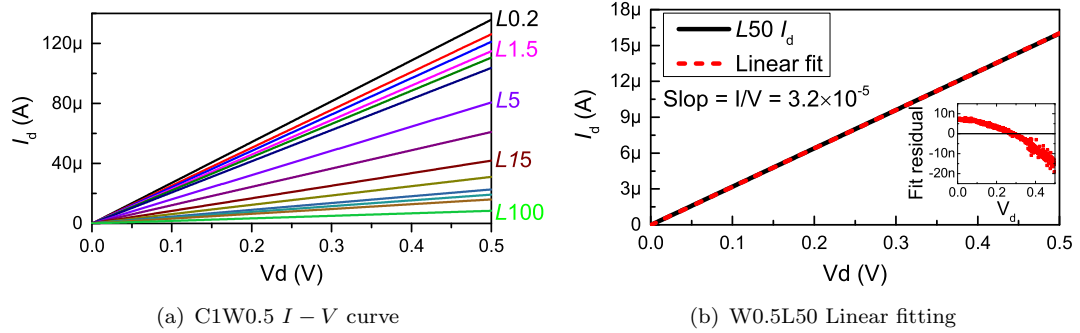 120µ
80µ
40µ
0
I_d (A)
0.0 0.1 0.2 0.3 0.4 0.5
Vd (V)
L0.2
L1.5
L5
L15
L100
(a) C1W0.5 I − V curve
18µ
15µ
12µ
9µ
6µ
3µ
0
I_d (A)
L50 I_d
Linear fit
Slop = I/V = 3.2×10^-5
10n
0
-10n
-20n
Fit residual
0.0 0.2 0.4
V_d
0.0 0.1 0.2 0.3 0.4 0.5
Vd (V)
(b) W0.5L50 Linear fitting